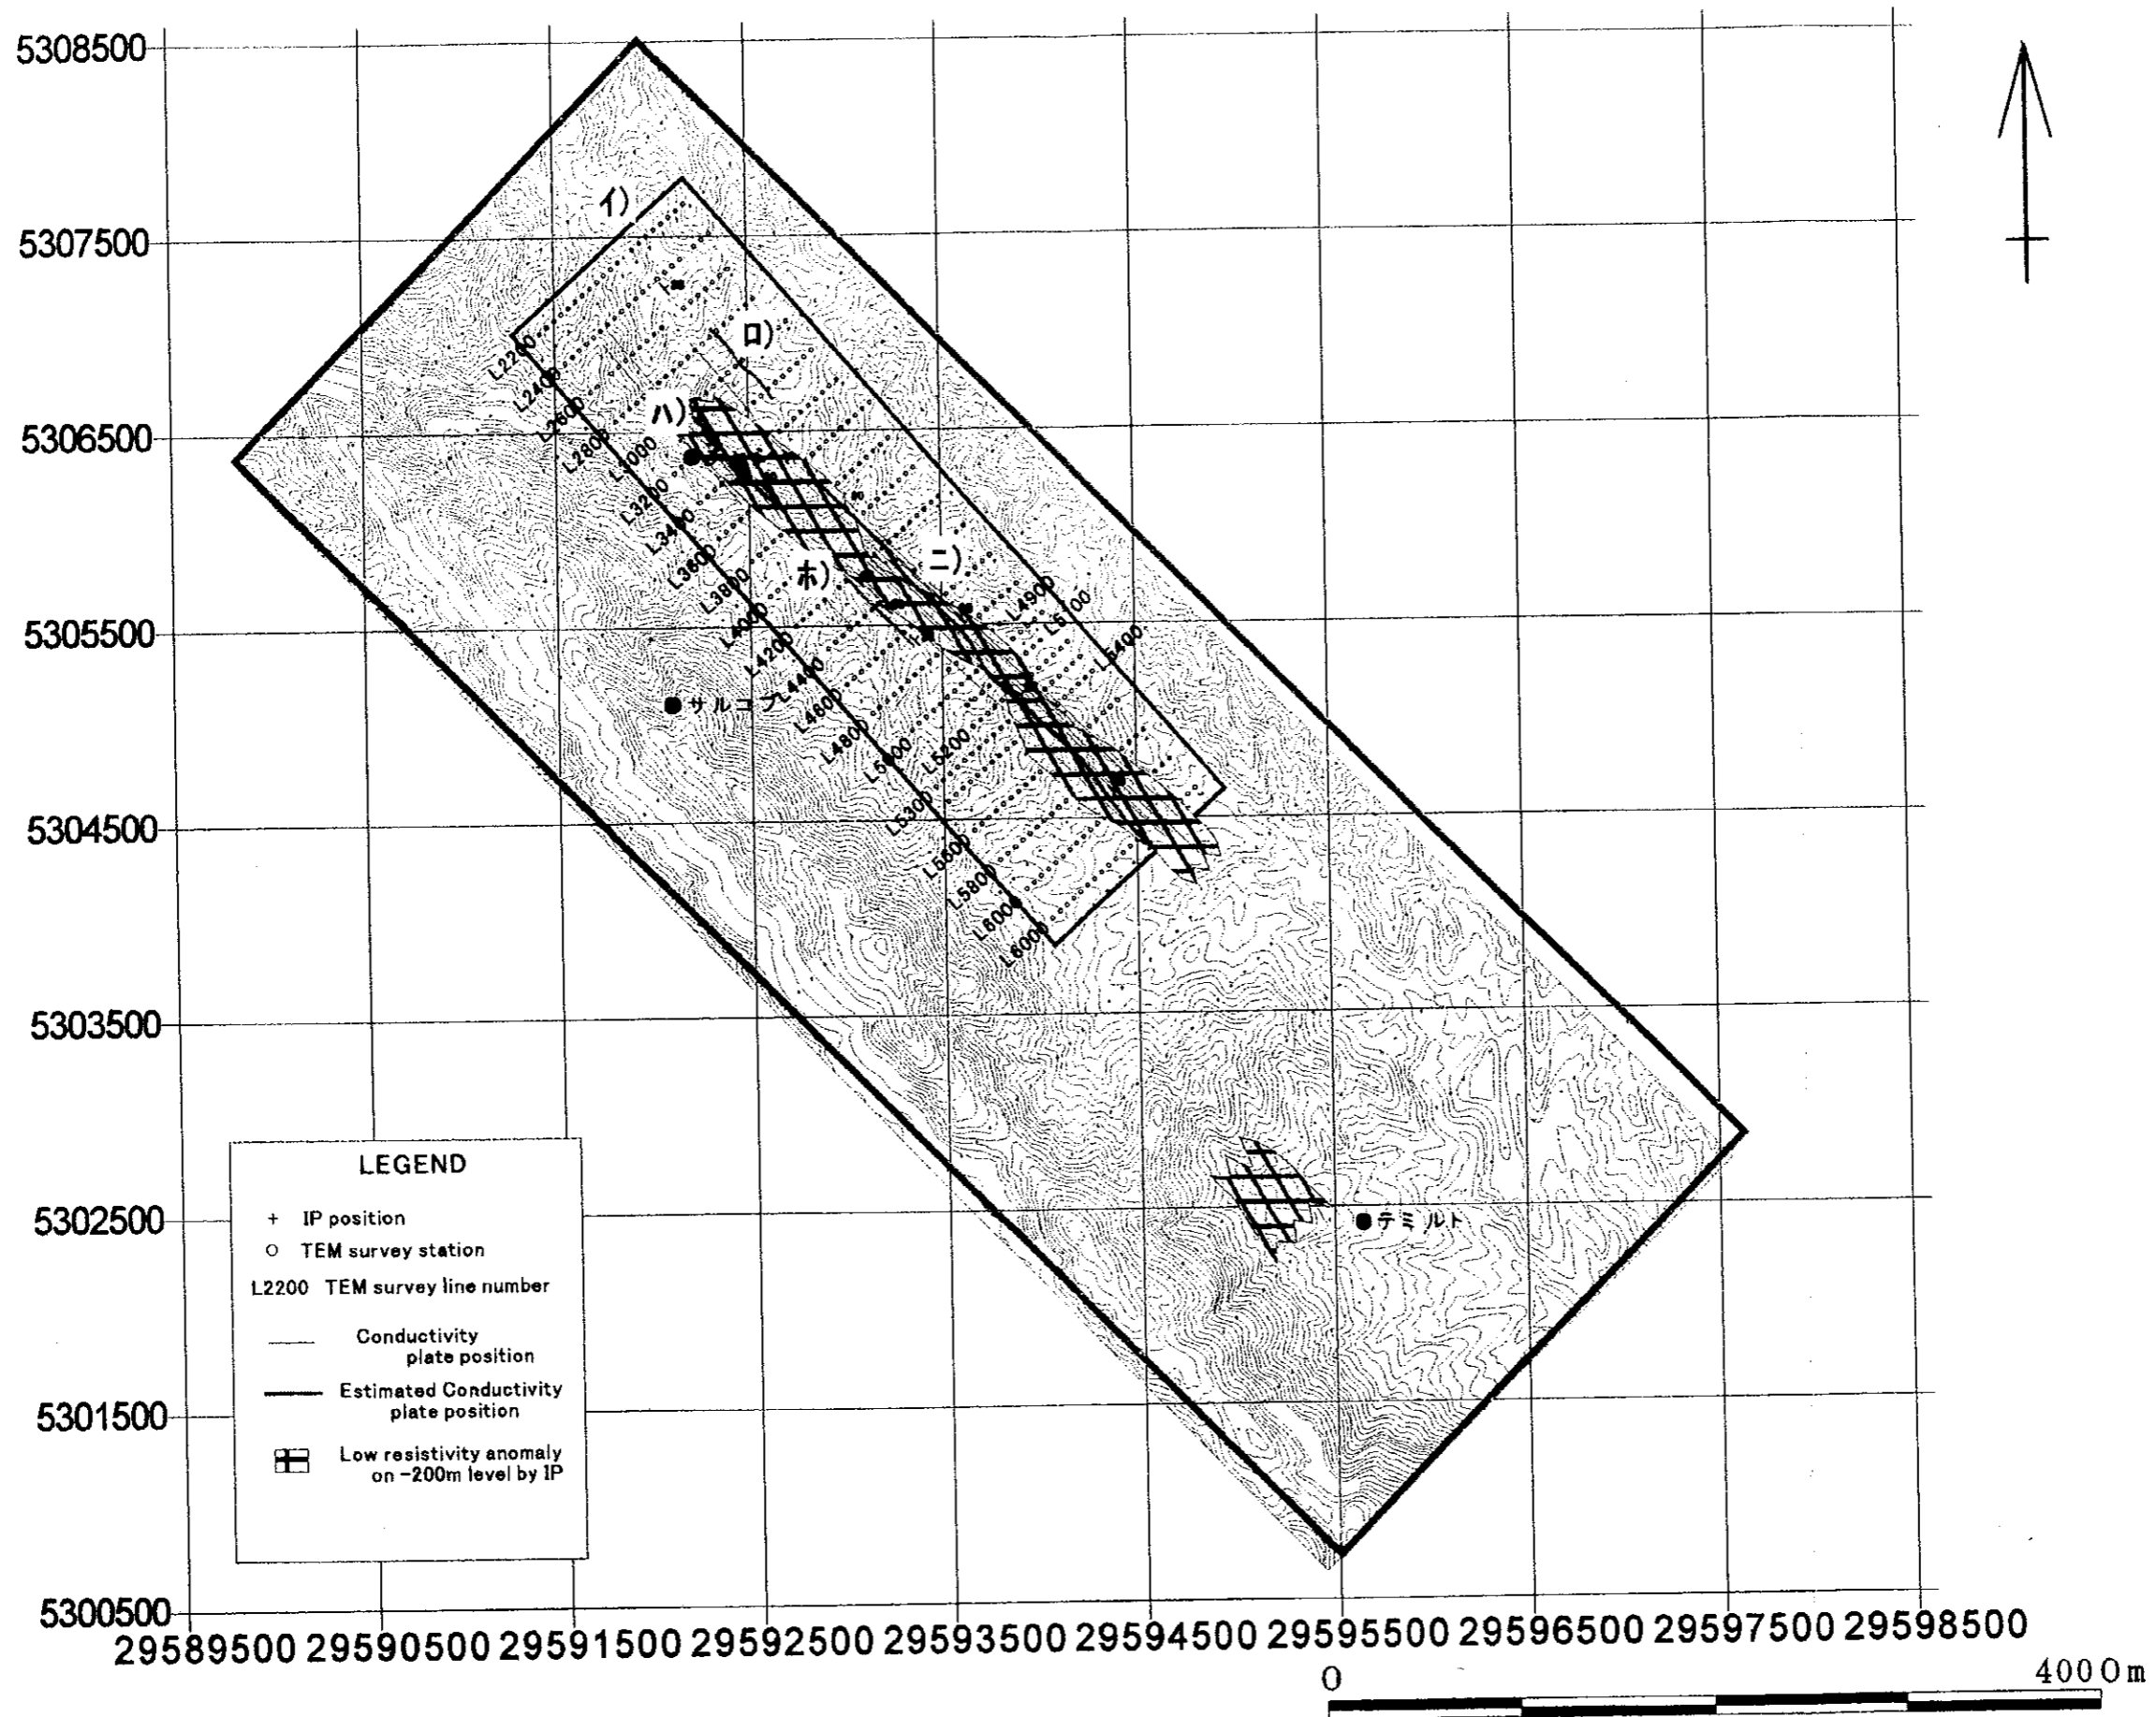 5308500
イ)
5307500
ロ)
L2200
L2400
ハ)
L2600
5306500
L2800
L3000
L3200
L3400
ニ)
L3600
ホ)
L3800
L4900
L4000
L5100
5305500
L4200
L5400
L4400
サルコブ
L4600
L4800
L5000
L5200
L5300
5304500
L5600
L5800
L6000
L6000
5303500
LEGEND
+ IP position
○ TEM survey station
L2200 TEM survey line number
Conductivity
plate position
Estimated Conductivity
plate position
Low resistivity anomaly
on -200m level by IP
5302500
テミルト
5301500
5300500
29589500 29590500 29591500 29592500 29593500 29594500 29595500 29596500 29597500 29598500
0 4000m